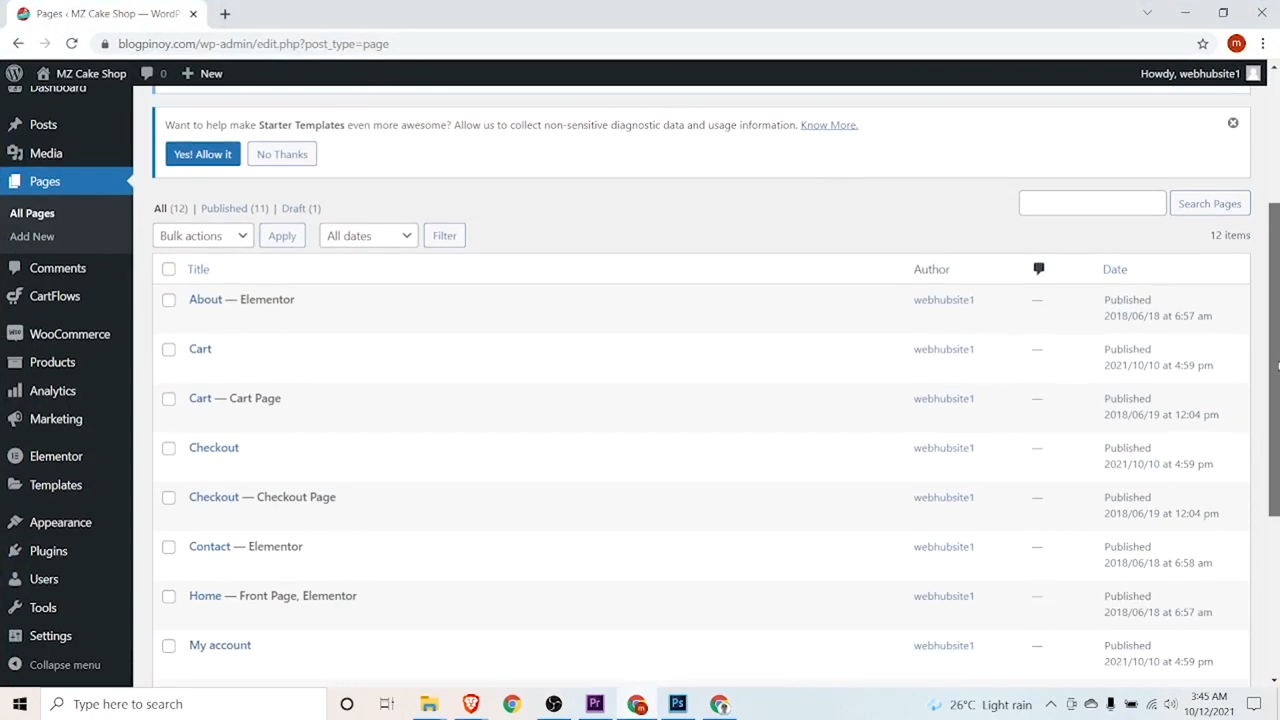 Pages ‹ MZ Cake Shop — WordPr
blogpinoy.com/wp-admin/edit.php?post_type=page
m
MZ Cake Shop 0 New Howdy, webhubsite1
Dashboard
Posts
Media
Pages
All Pages
Add New
Comments
CartFlows
WooCommerce
Products
Analytics
Marketing
Elementor
Templates
Appearance
Plugins
Users
Tools
Settings
Collapse menu
Want to help make Starter Templates even more awesome? Allow us to collect non-sensitive diagnostic data and usage information. Know More.
Yes! Allow it No Thanks
All (12) | Published (11) | Draft (1) Search Pages
Bulk actions Apply All dates Filter 12 items
Title Author Date
About — Elementor webhubsite1 — Published
2018/06/18 at 6:57 am
Cart webhubsite1 — Published
2021/10/10 at 4:59 pm
Cart — Cart Page webhubsite1 — Published
2018/06/19 at 12:04 pm
Checkout webhubsite1 — Published
2021/10/10 at 4:59 pm
Checkout — Checkout Page webhubsite1 — Published
2018/06/19 at 12:04 pm
Contact — Elementor webhubsite1 — Published
2018/06/18 at 6:58 am
Home — Front Page, Elementor webhubsite1 — Published
2018/06/18 at 6:57 am
My account webhubsite1 — Published
2021/10/10 at 4:59 pm
Type here to search Pr Ps 26°C Light rain 3:45 AM
10/12/2021